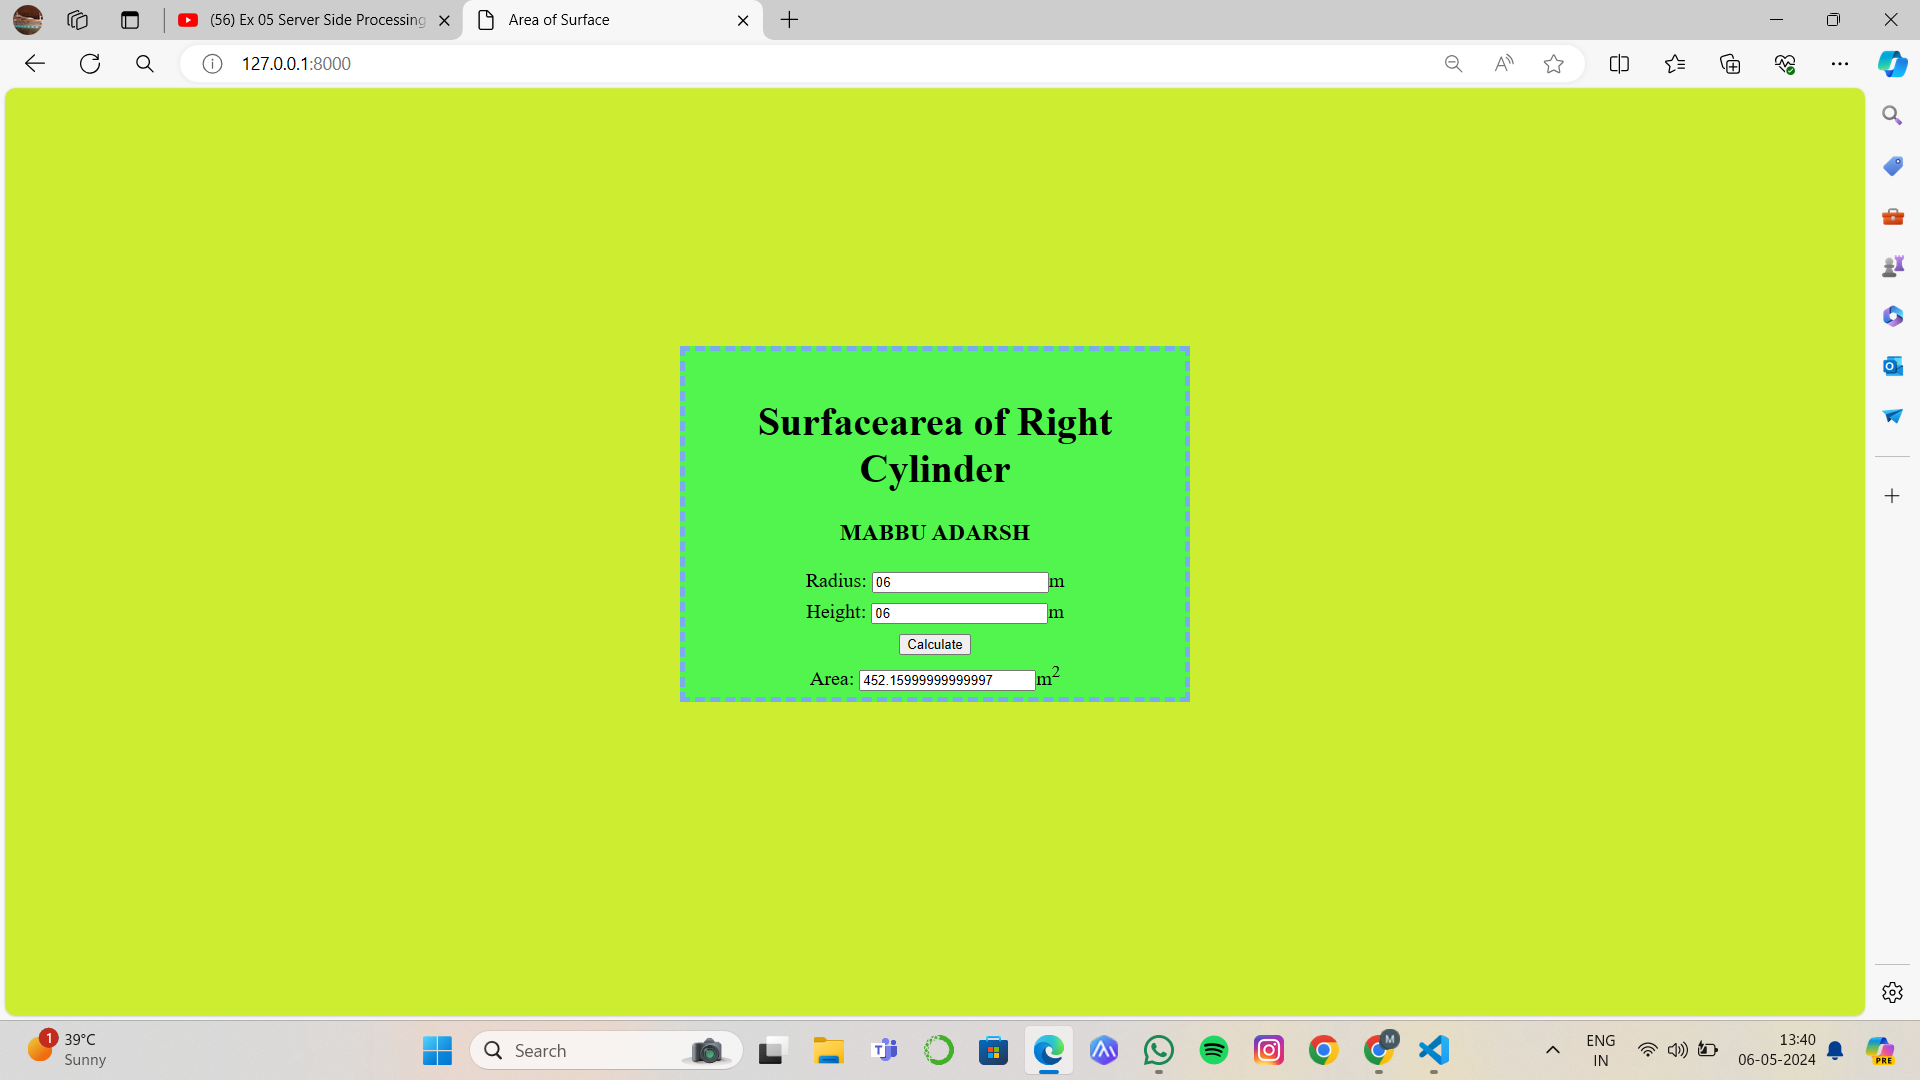 (56) Ex 05 Server Side Processing
Area of Surface
127.0.0.1:8000
Surfacearea of Right
Cylinder
MABBU ADARSH
Radius: 06 m
Height: 06 m
Calculate
Area: 452.15999999999997 m2
1
39°C
Sunny
Search
M
ENG
IN
13:40
06-05-2024
PRE